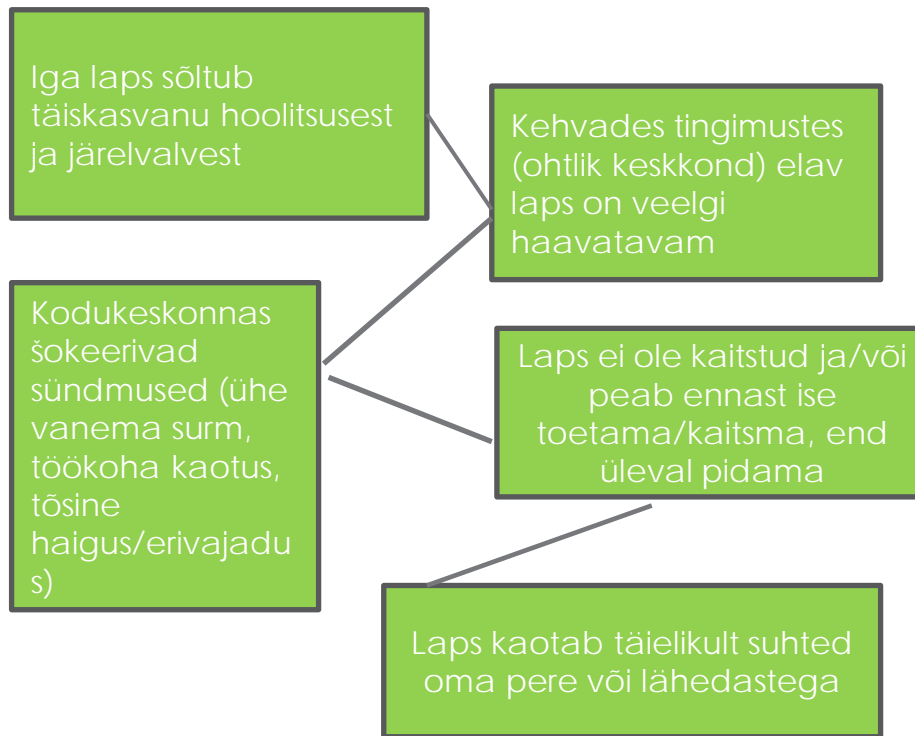 Iga laps sõltub
täiskasvanu hoolitsusest
ja järelvalvest
Kehvades tingimustes
(ohtlik keskkond) elav
laps on veelgi
haavatavam
Kodukeskonnas
šokeerivad
sündmused (ühe
vanema surm,
töökoha kaotus,
tõsine
haigus/erivajadu
s)
Laps ei ole kaitstud ja/või
peab ennast ise
toetama/kaitsma, end
üleval pidama
Laps kaotab täielikult suhted
oma pere või lähedastega